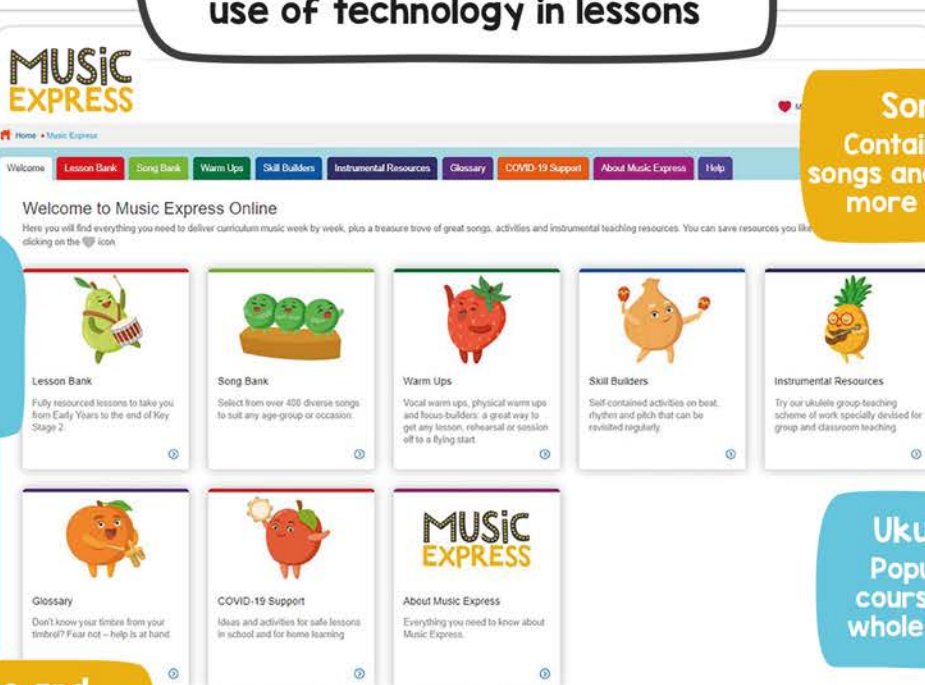 use of technology in lessons
MUSIC
EXPRESS
Home • Music Express
Welcome Lesson Bank Song Bank Warm Ups Skill Builders Instrumental Resources Glossary COVID-19 Support About Music Express Help
Welcome to Music Express Online
Here you will find everything you need to deliver curriculum music week by week, plus a treasure trove of great songs, activities and instrumental teaching resources. You can save resources you like
clicking on the icon
Lesson Bank
Fully resourced lessons to take you
from Early Years to the end of Key
Stage 2.
Song Bank
Select from over 400 diverse songs
to suit any age-group or occasion.
Warm Ups
Vocal warm ups, physical warm ups
and focus-builders: a great way to
get any lesson, rehearsal or session
off to a flying start.
Skill Builders
Self-contained activities on beat,
rhythm and pitch that can be
revisited regularly.
Instrumental Resources
Try our ukulele group-teaching
scheme of work specially devised for
group and classroom teaching.
Glossary
Don't know your timbre from your
timbrel? Fear not – help is at hand.
COVID-19 Support
Ideas and activities for safe lessons
in school and for home learning
MUSIC
EXPRESS
About Music Express
Everything you need to know about
Music Express.
songs and
more
whole